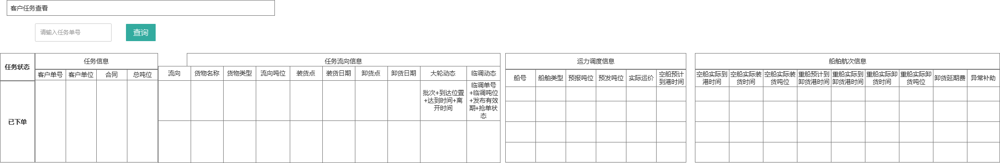 客户任务查看
请输入任务单号
查询
任务状态
任务信息
任务流向信息
运力调度信息
船舶航次信息
客户单号
客户单位
合同
总吨位
流向
货物名称
货物类型
流向吨位
装货点
装货日期
卸货点
卸货日期
大轮动态
临调动态
船号
船舶类型
预报吨位
预发吨位
实际运价
空船预计
到港时间
空船实际到
港时间
空船实际装
货时间
空船实际装
货吨位
重船预计到
卸货港时间
重船实际到
卸货港时间
重船实际卸
货时间
重船实际卸
货吨位
卸货延期费
异常补助
已下单
批次+到达位置
+达到时间+离
开时间
临调单号
+临调吨位
+发布有效
期+抢单状
态